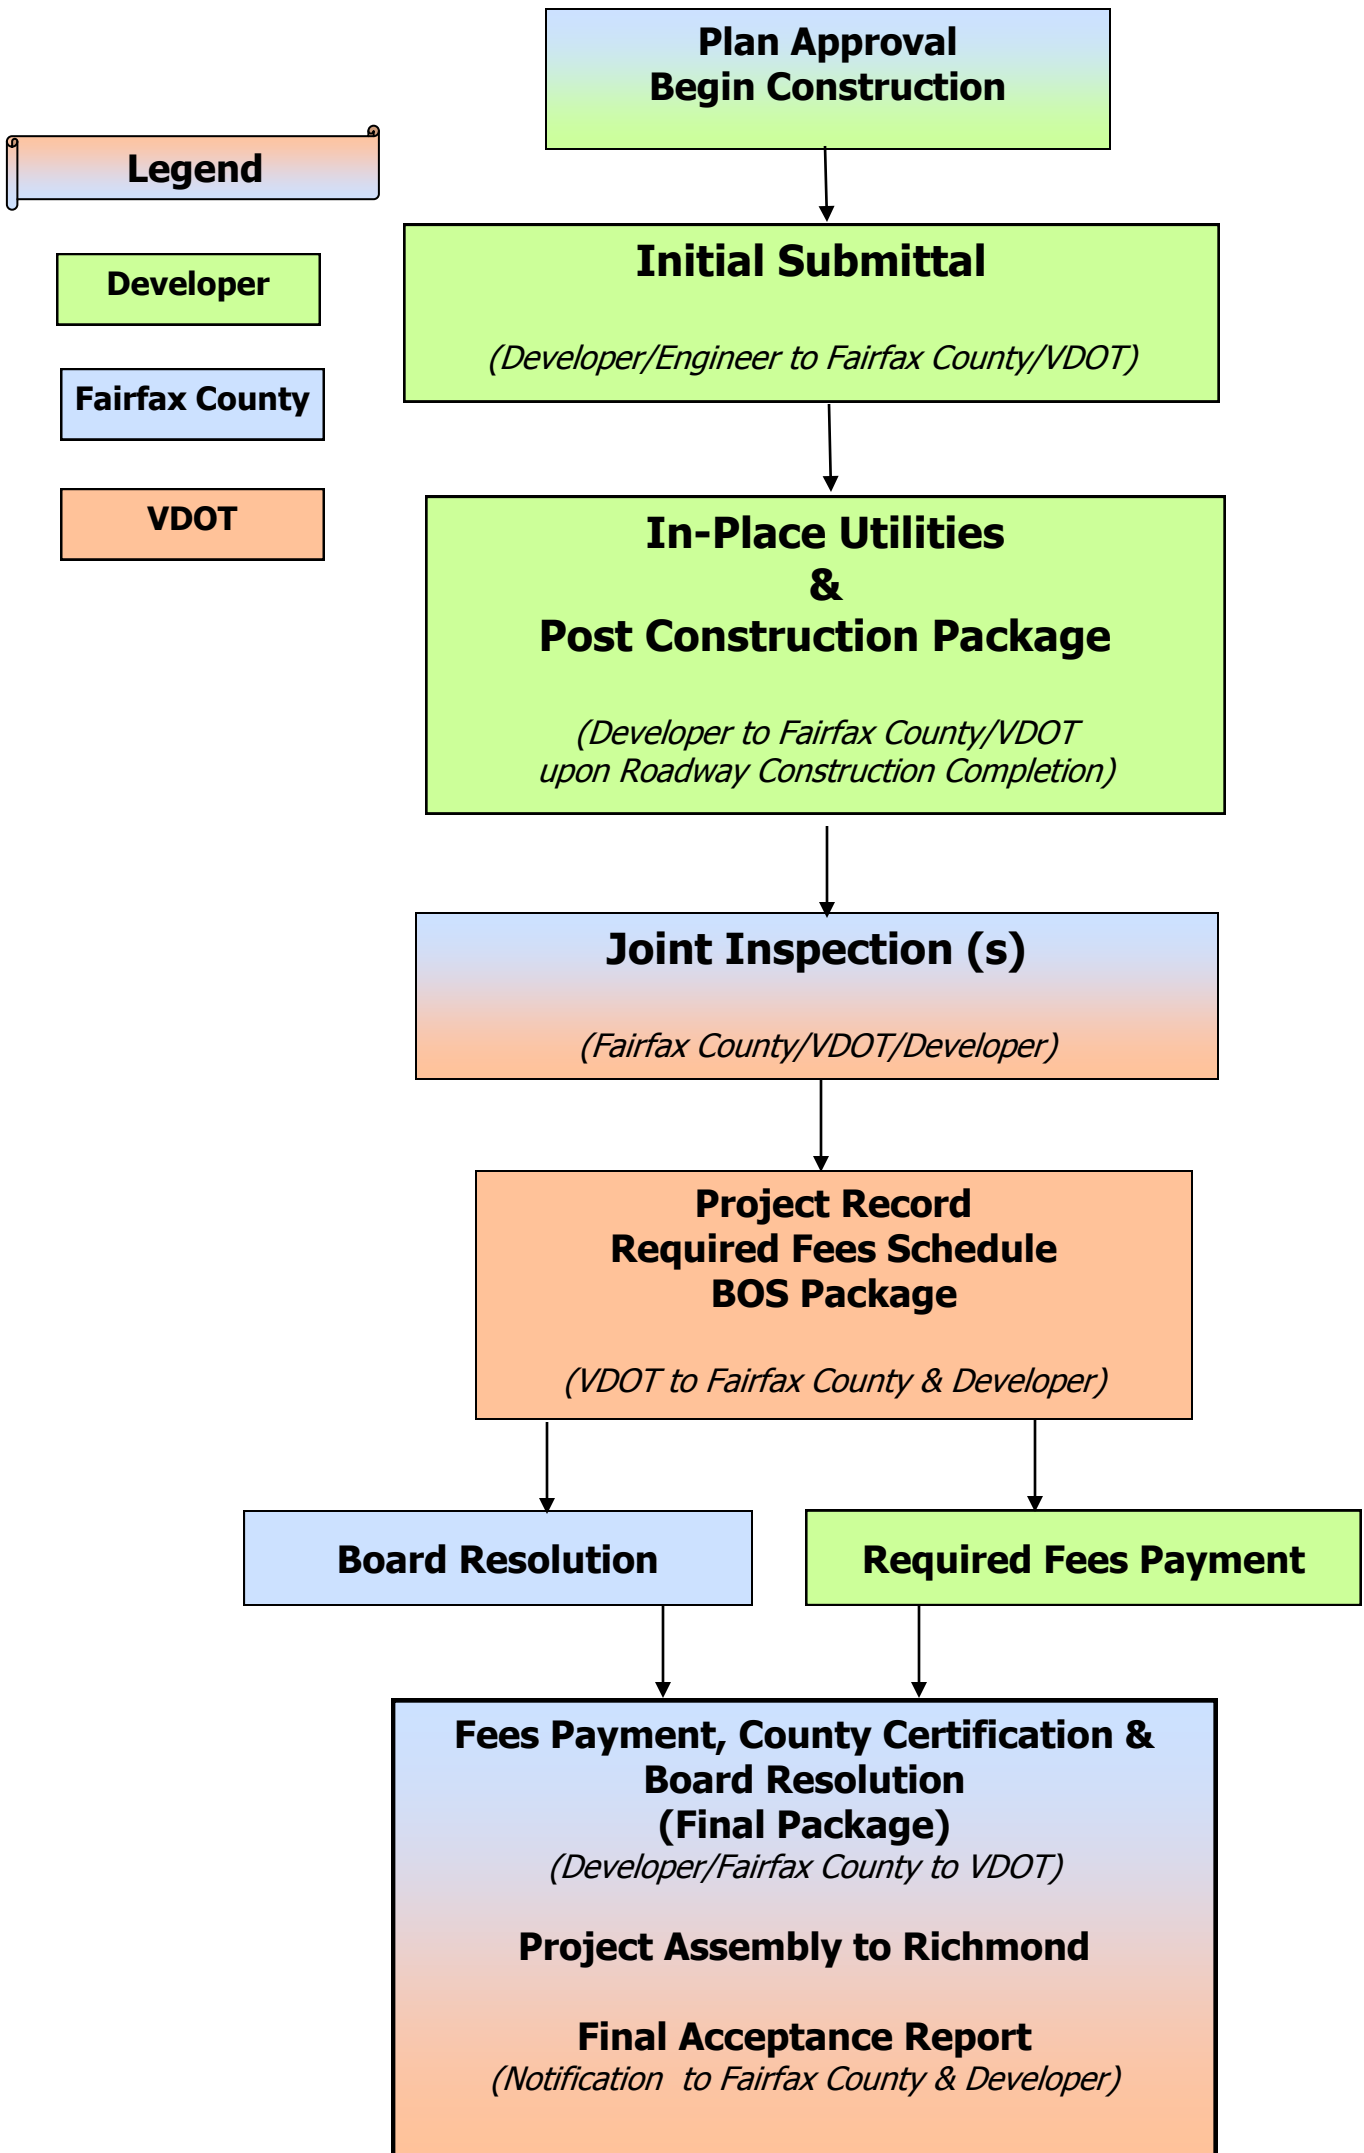 Plan Approval
Begin Construction
Legend
Developer
Fairfax County
VDOT
Initial Submittal
(Developer/Engineer to Fairfax County/VDOT)
In-Place Utilities
&
Post Construction Package
(Developer to Fairfax County/VDOT
upon Roadway Construction Completion)
Joint Inspection (s)
(Fairfax County/VDOT/Developer)
Project Record
Required Fees Schedule
BOS Package
(VDOT to Fairfax County & Developer)
Board Resolution
Required Fees Payment
Fees Payment, County Certification &
Board Resolution
(Final Package)
(Developer/Fairfax County to VDOT)
Project Assembly to Richmond
Final Acceptance Report
(Notification  to Fairfax County & Developer)